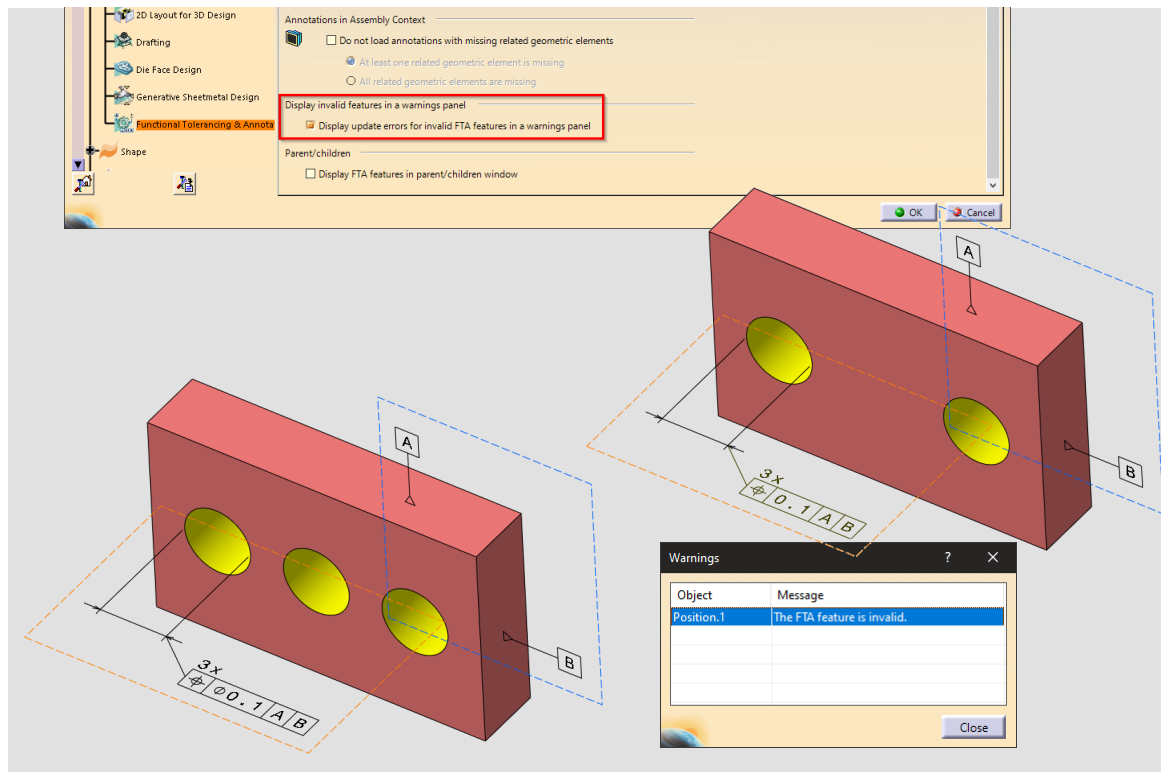 2D Layout for 3D Design
Drafting
Die Face Design
Generative Sheetmetal Design
Functional Tolerancing & Annota
Shape
Annotations in Assembly Context
Do not load annotations with missing related geometric elements
At least one related geometric element is missing
All related geometric elements are missing
Display invalid features in a warnings panel
Display update errors for invalid FTA features in a warnings panel
Parent/children
Display FTA features in parent/children window
OK Cancel
A
B
3x
⌖ 0.1 A B
A
B
3x
⌖ ⌀0.1 A B
Warnings ? X
Object Message
Position.1 The FTA feature is invalid.
Close